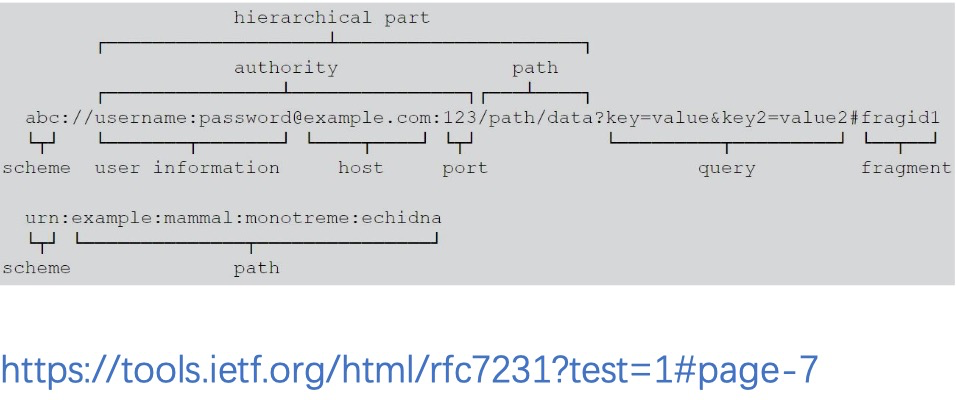 hierarchical part
authority path
abc://username:password@example.com:123/path/data?key=value&key2=value2#fragid1
scheme user information host port query fragment
urn:example:mammal:monotreme:echidna
scheme path
https://tools.ietf.org/html/rfc7231?test=1#page-7